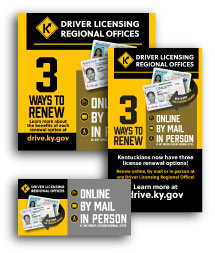 K
DRIVER LICENSING
REGIONAL OFFICES
3
WAYS TO
RENEW
Learn more about
the benefits of each
renewal option at
drive.ky.gov
ONLINE
BY MAIL
IN PERSON
K
DRIVER LICENSING
REGIONAL OFFICES
3
WAYS TO
RENEW
ONLINE
BY MAIL
IN PERSON
Kentuckians now have three
license renewal options!
Renew online, by mail or in person at
any Driver Licensing Regional Office!
Learn more at
drive.ky.gov
K
DRIVER LICENSING
REGIONAL OFFICES
ONLINE
BY MAIL
IN PERSON